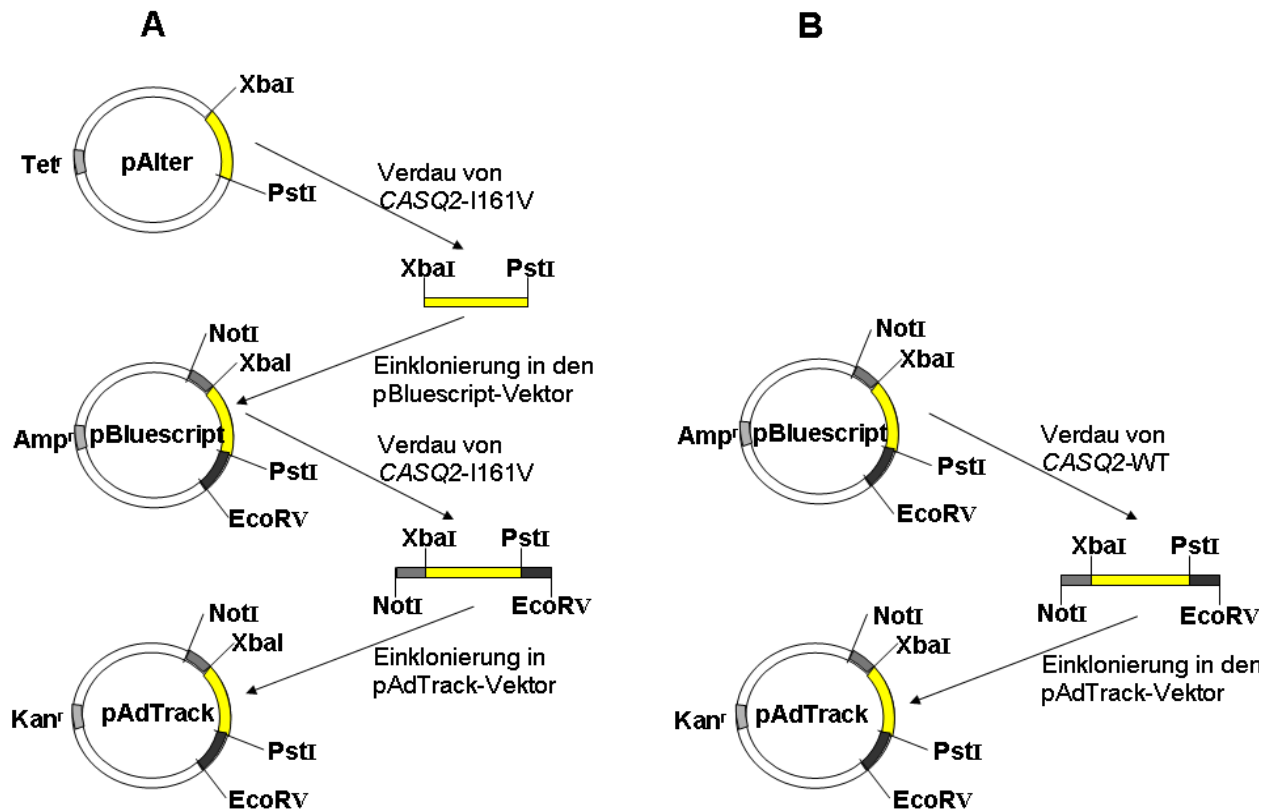 A
XbaI
Tetʳ
pAlter
PstI
Verdau von
CASQ2-I161V
XbaI
PstI
NotI
XbaI
Ampʳ
pBluescript
PstI
EcoRV
Einklonierung in den
pBluescript-Vektor
Verdau von
CASQ2-I161V
XbaI
PstI
NotI
EcoRV
NotI
XbaI
Kanʳ
pAdTrack
PstI
EcoRV
Einklonierung in
pAdTrack-Vektor
B
NotI
XbaI
Ampʳ
pBluescript
PstI
EcoRV
Verdau von
CASQ2-WT
XbaI
PstI
NotI
EcoRV
NotI
XbaI
Kanʳ
pAdTrack
PstI
EcoRV
Einklonierung in den
pAdTrack-Vektor